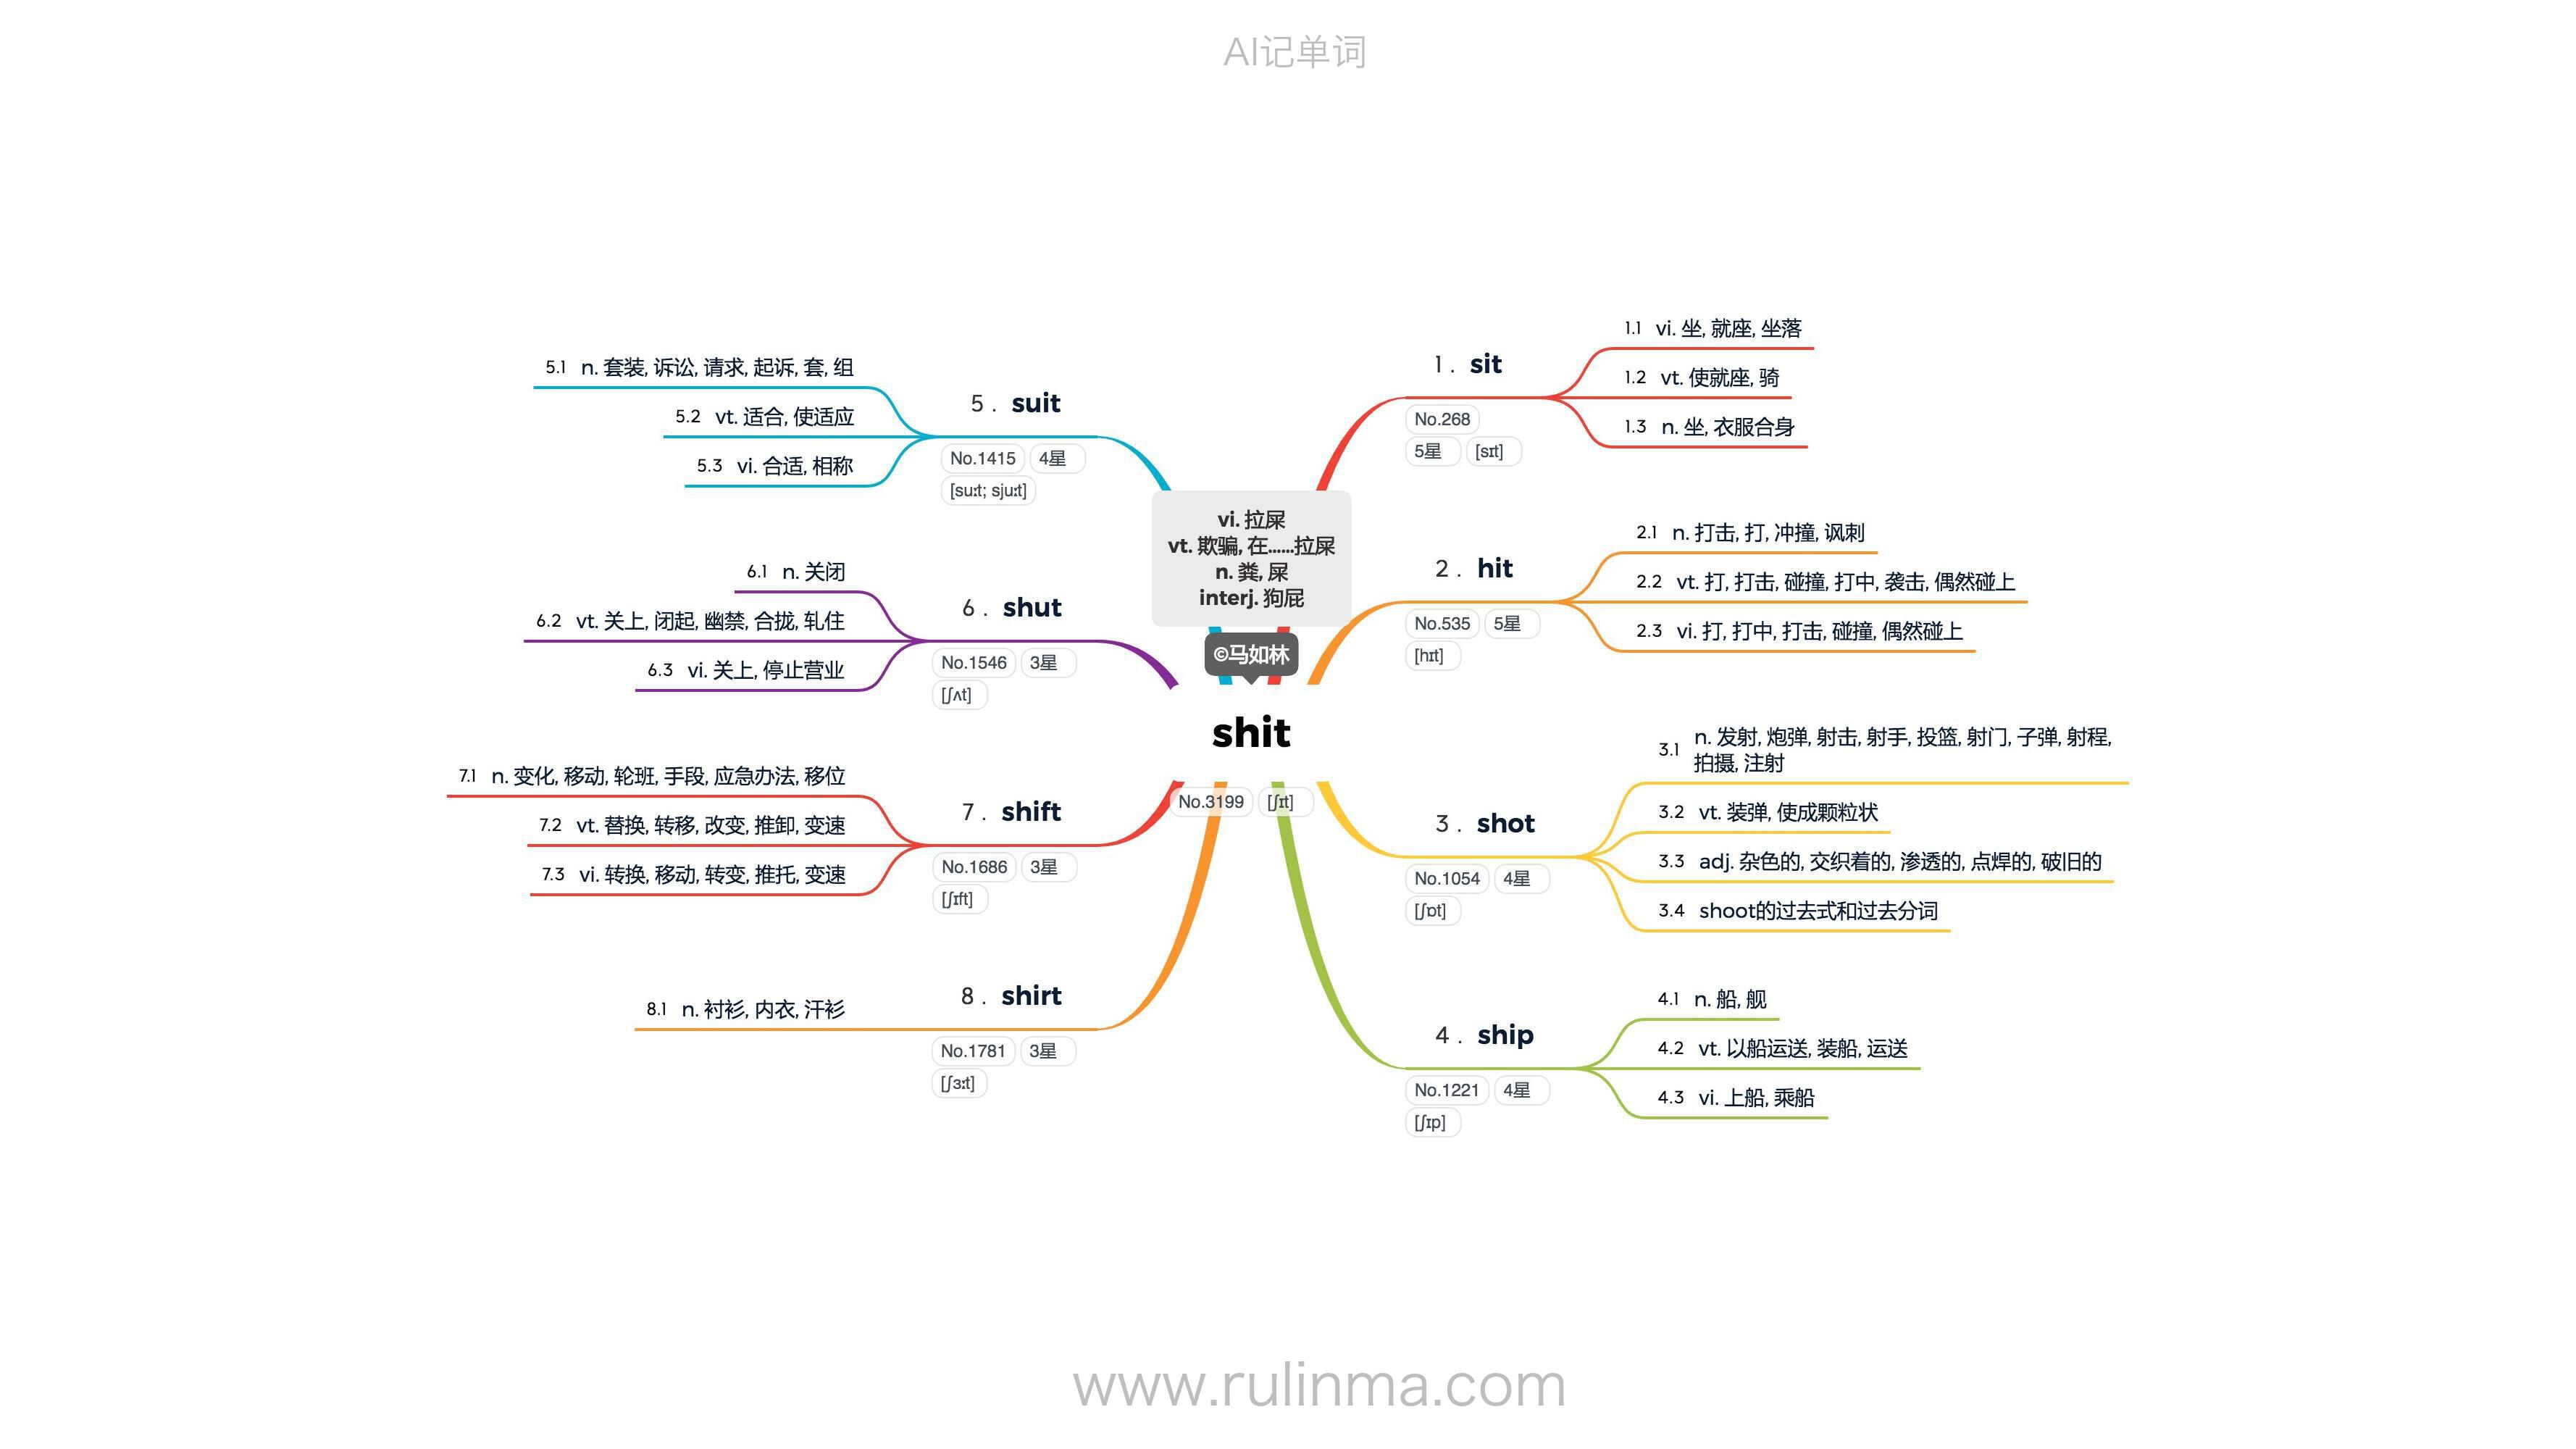 AI记单词
vi. 拉屎
vt. 欺骗, 在......拉屎
n. 粪, 屎
interj. 狗屁
©马如林
shit
No.3199 [ʃɪt]
1 . sit
No.268
5星 [sɪt]
1.1 vi. 坐, 就座, 坐落
1.2 vt. 使就座, 骑
1.3 n. 坐, 衣服合身
2 . hit
No.535 5星
[hɪt]
2.1 n. 打击, 打, 冲撞, 讽刺
2.2 vt. 打, 打击, 碰撞, 打中, 袭击, 偶然碰上
2.3 vi. 打, 打中, 打击, 碰撞, 偶然碰上
3 . shot
No.1054 4星
[ʃɒt]
3.1 n. 发射, 炮弹, 射击, 射手, 投篮, 射门, 子弹, 射程,
拍摄, 注射
3.2 vt. 装弹, 使成颗粒状
3.3 adj. 杂色的, 交织着的, 渗透的, 点焊的, 破旧的
3.4 shoot的过去式和过去分词
4 . ship
No.1221 4星
[ʃɪp]
4.1 n. 船, 舰
4.2 vt. 以船运送, 装船, 运送
4.3 vi. 上船, 乘船
5 . suit
No.1415 4星
[suːt; sjuːt]
5.1 n. 套装, 诉讼, 请求, 起诉, 套, 组
5.2 vt. 适合, 使适应
5.3 vi. 合适, 相称
6 . shut
No.1546 3星
[ʃʌt]
6.1 n. 关闭
6.2 vt. 关上, 闭起, 幽禁, 合拢, 轧住
6.3 vi. 关上, 停止营业
7 . shift
No.1686 3星
[ʃɪft]
7.1 n. 变化, 移动, 轮班, 手段, 应急办法, 移位
7.2 vt. 替换, 转移, 改变, 推卸, 变速
7.3 vi. 转换, 移动, 转变, 推托, 变速
8 . shirt
No.1781 3星
[ʃɜːt]
8.1 n. 衬衫, 内衣, 汗衫
www.rulinma.com